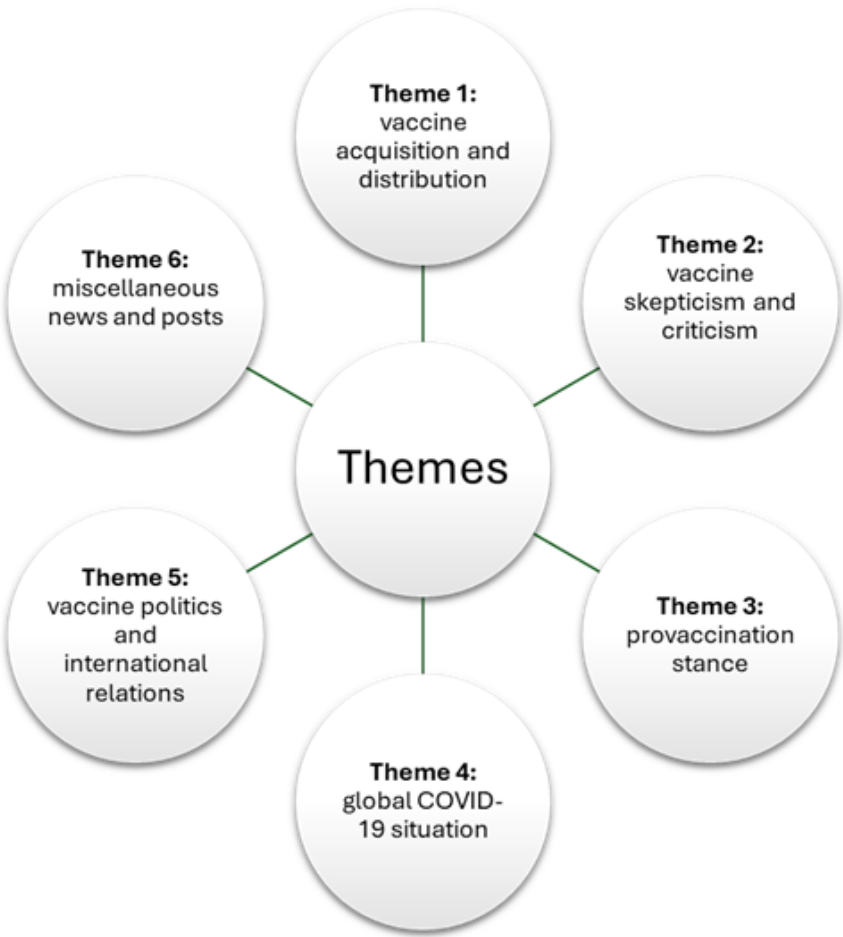 Theme 1:
vaccine
acquisition and
distribution
Theme 2:
vaccine
skepticism and
criticism
Theme 6:
miscellaneous
news and posts
Themes
Theme 5:
vaccine politics
and
international
relations
Theme 3:
provaccination
stance
Theme 4:
global COVID-
19 situation